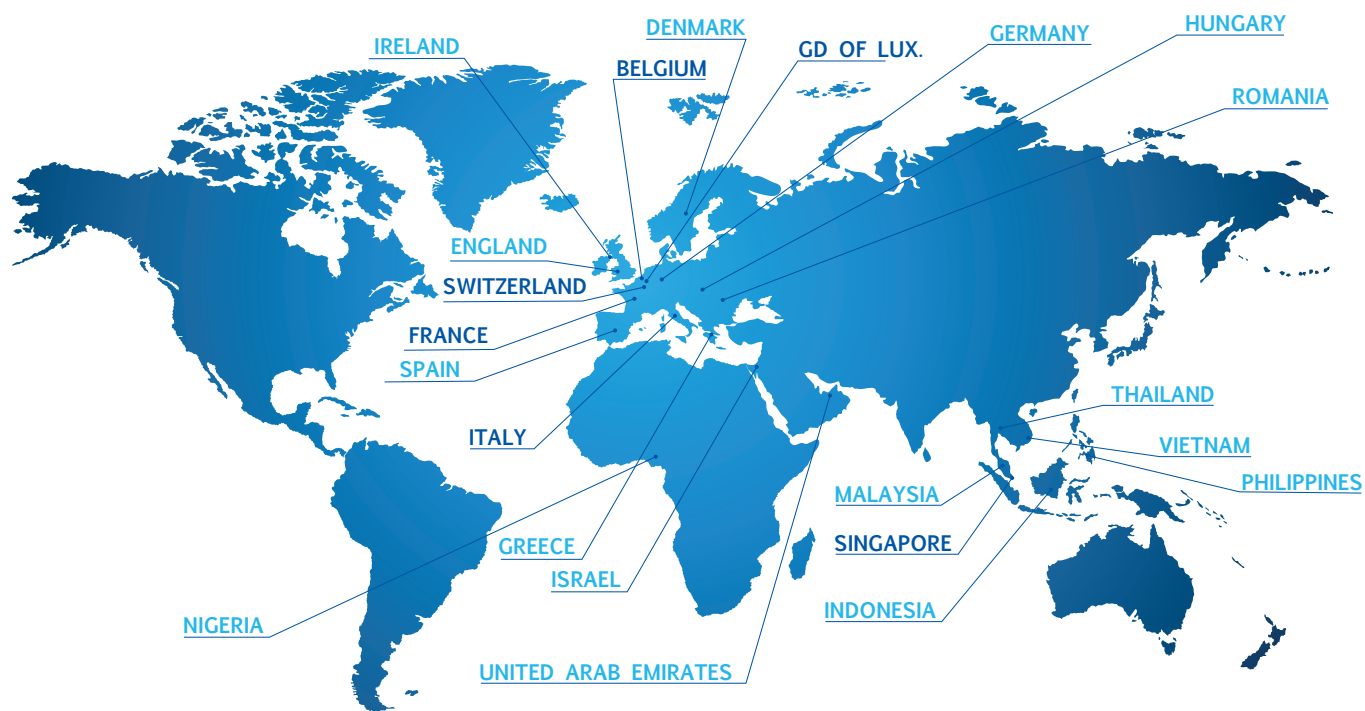 DENMARK
HUNGARY
GERMANY
IRELAND
GD OF LUX.
BELGIUM
ROMANIA
ENGLAND
SWITZERLAND
FRANCE
SPAIN
THAILAND
ITALY
VIETNAM
PHILIPPINES
MALAYSIA
SINGAPORE
GREECE
ISRAEL
INDONESIA
NIGERIA
UNITED ARAB EMIRATES